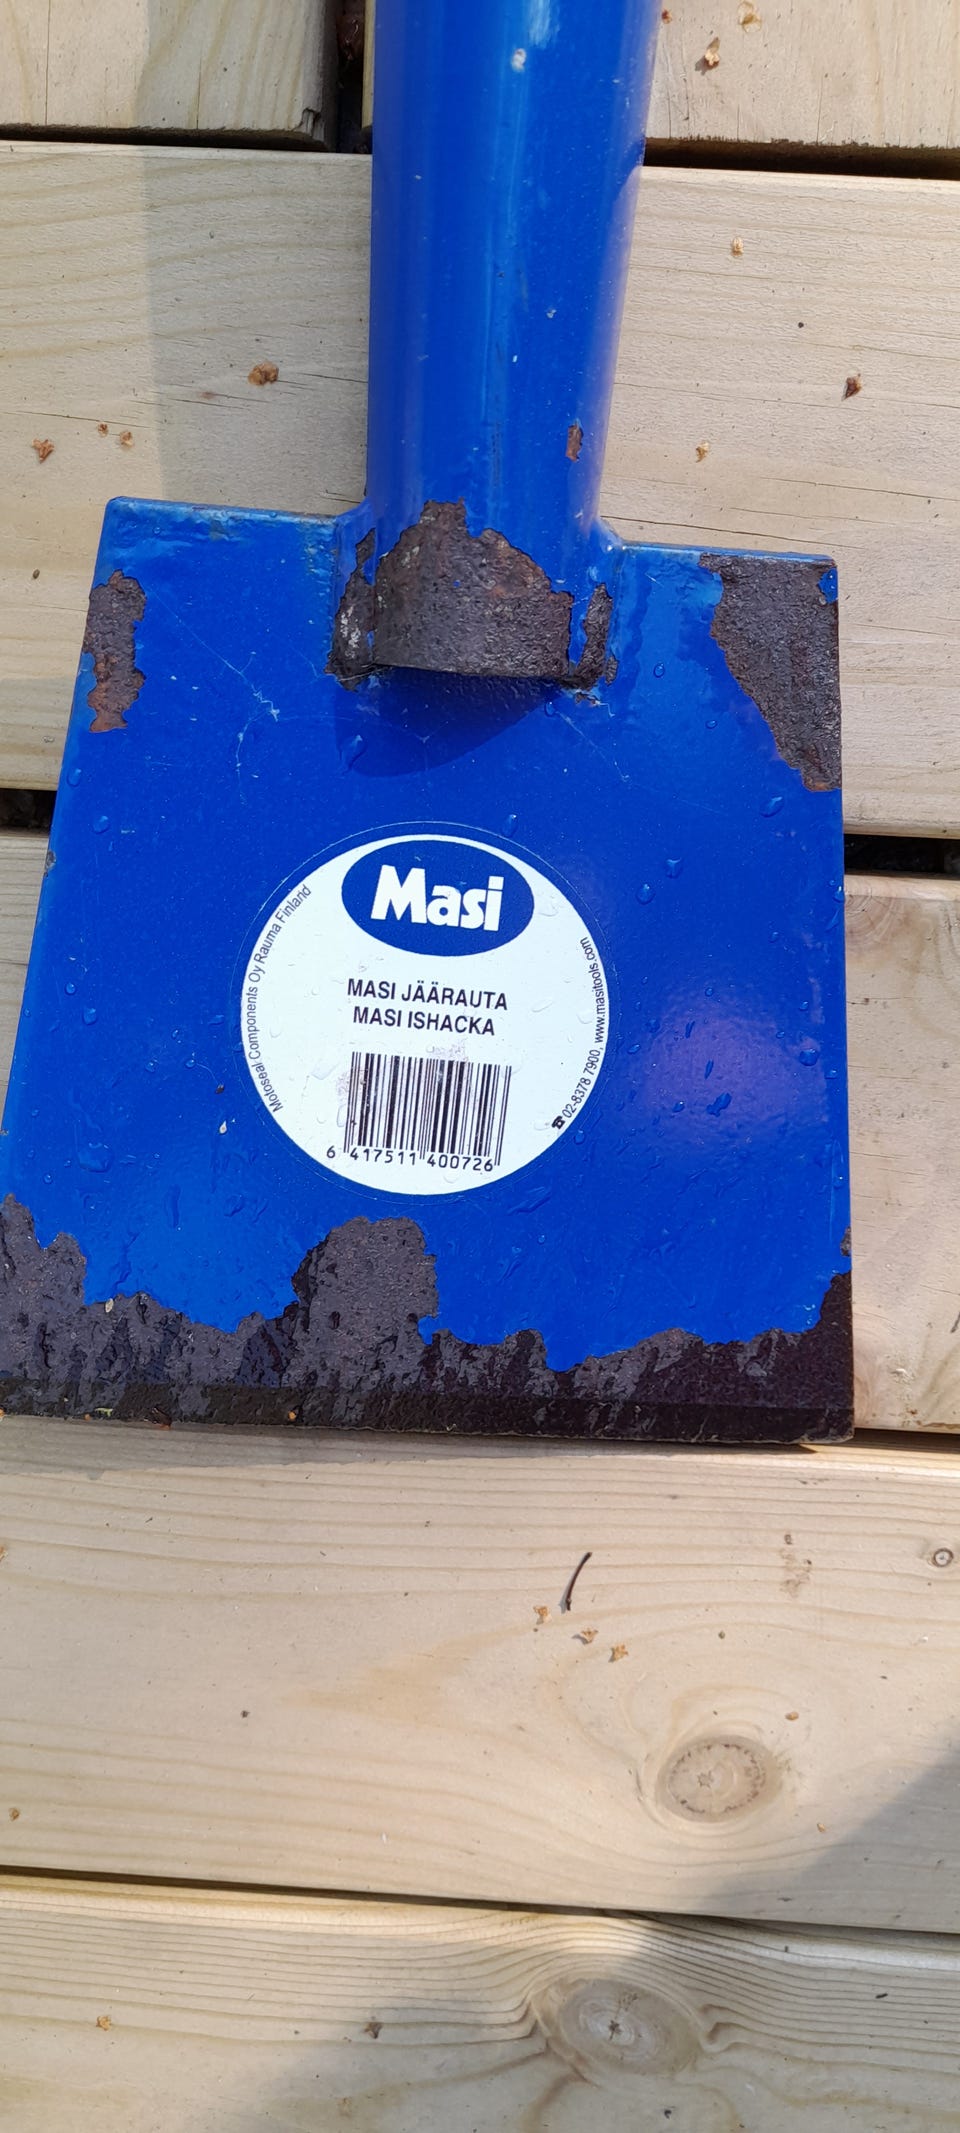 Masi
MASI JÄÄRAUTA
MASI ISHACKA
6 417511 400726
Motoseal Components Oy Rauma Finland
☎ 02-8378 7900, www.masitools.com